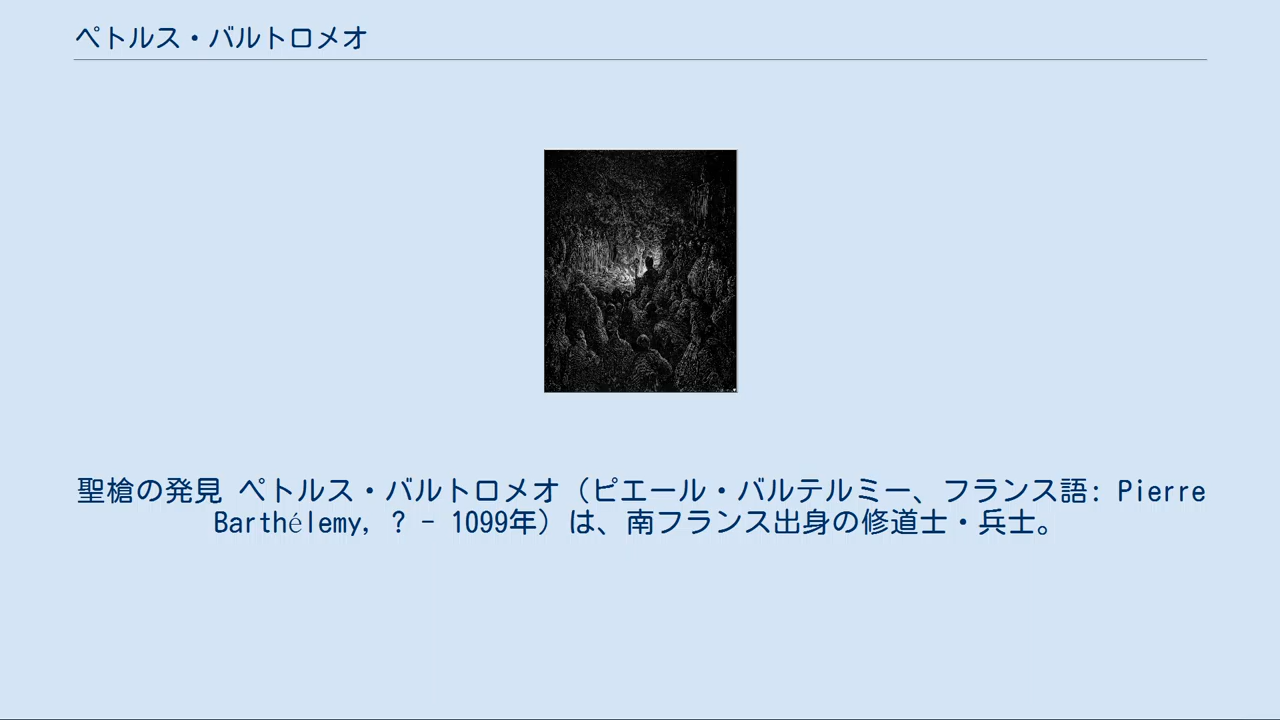 ペトルス・バルトロメオ
聖槍の発見 ペトルス・バルトロメオ（ピエール・バルテルミー、フランス語: Pierre
Barthélemy, ? - 1099年）は、南フランス出身の修道士・兵士。